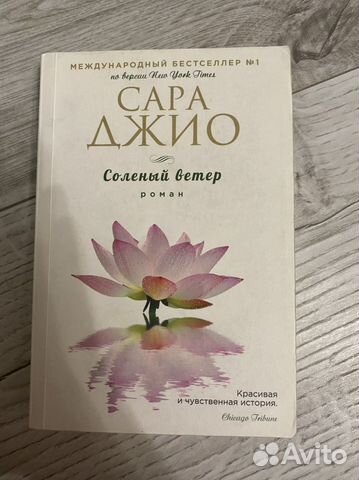 МЕЖДУНАРОДНЫЙ БЕСТСЕЛЛЕР №1
по версии New York Times
САРА
ДЖИО
Соленый ветер
роман
Красивая
и чувственная история.
Chicago Tribune
Avito